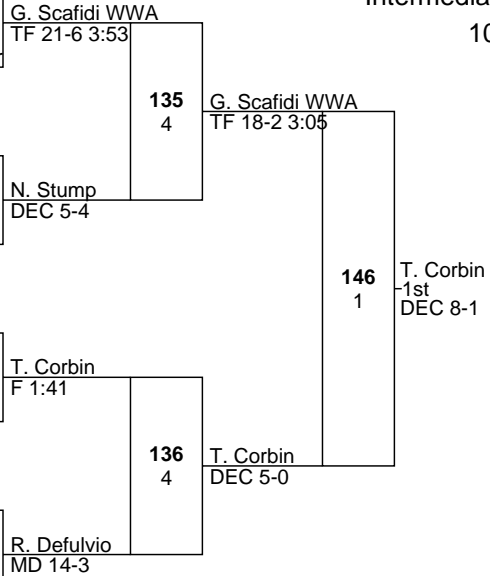 Intermedia
10
G. Scafidi WWA
TF 21-6 3:53
135
4
G. Scafidi WWA
TF 18-2 3:05
N. Stump
DEC 5-4
146
1
T. Corbin
1st
DEC 8-1
T. Corbin
F 1:41
136
4
T. Corbin
DEC 5-0
R. Defulvio
MD 14-3